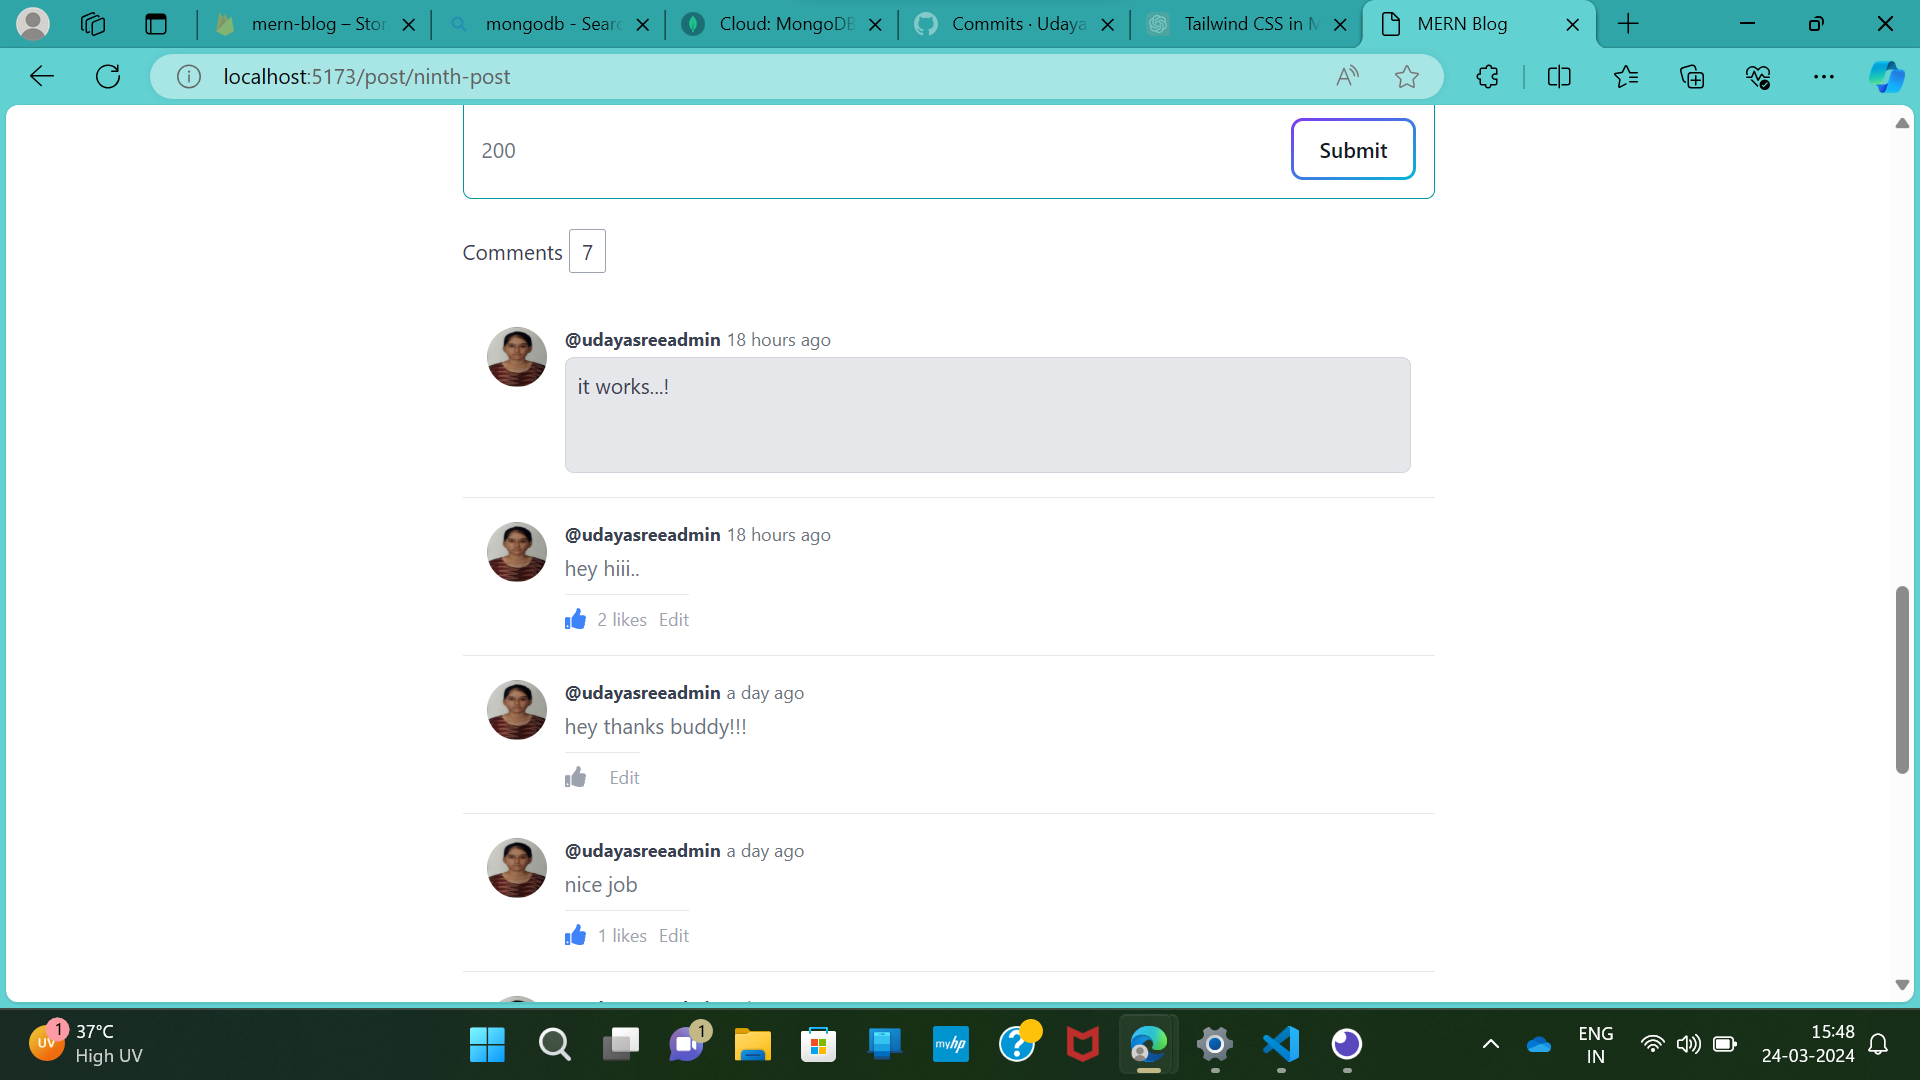 mern-blog – Stor
mongodb - Searc
Cloud: MongoDB
Commits · Udaya
Tailwind CSS in M
MERN Blog
localhost:5173/post/ninth-post
200
Submit
Comments 7
@udayasreeadmin 18 hours ago
it works...!
@udayasreeadmin 18 hours ago
hey hiii..
2 likes Edit
@udayasreeadmin a day ago
hey thanks buddy!!!
Edit
@udayasreeadmin a day ago
nice job
1 likes Edit
UV
1
37°C
High UV
1
myhp
ENG
IN
15:48
24-03-2024